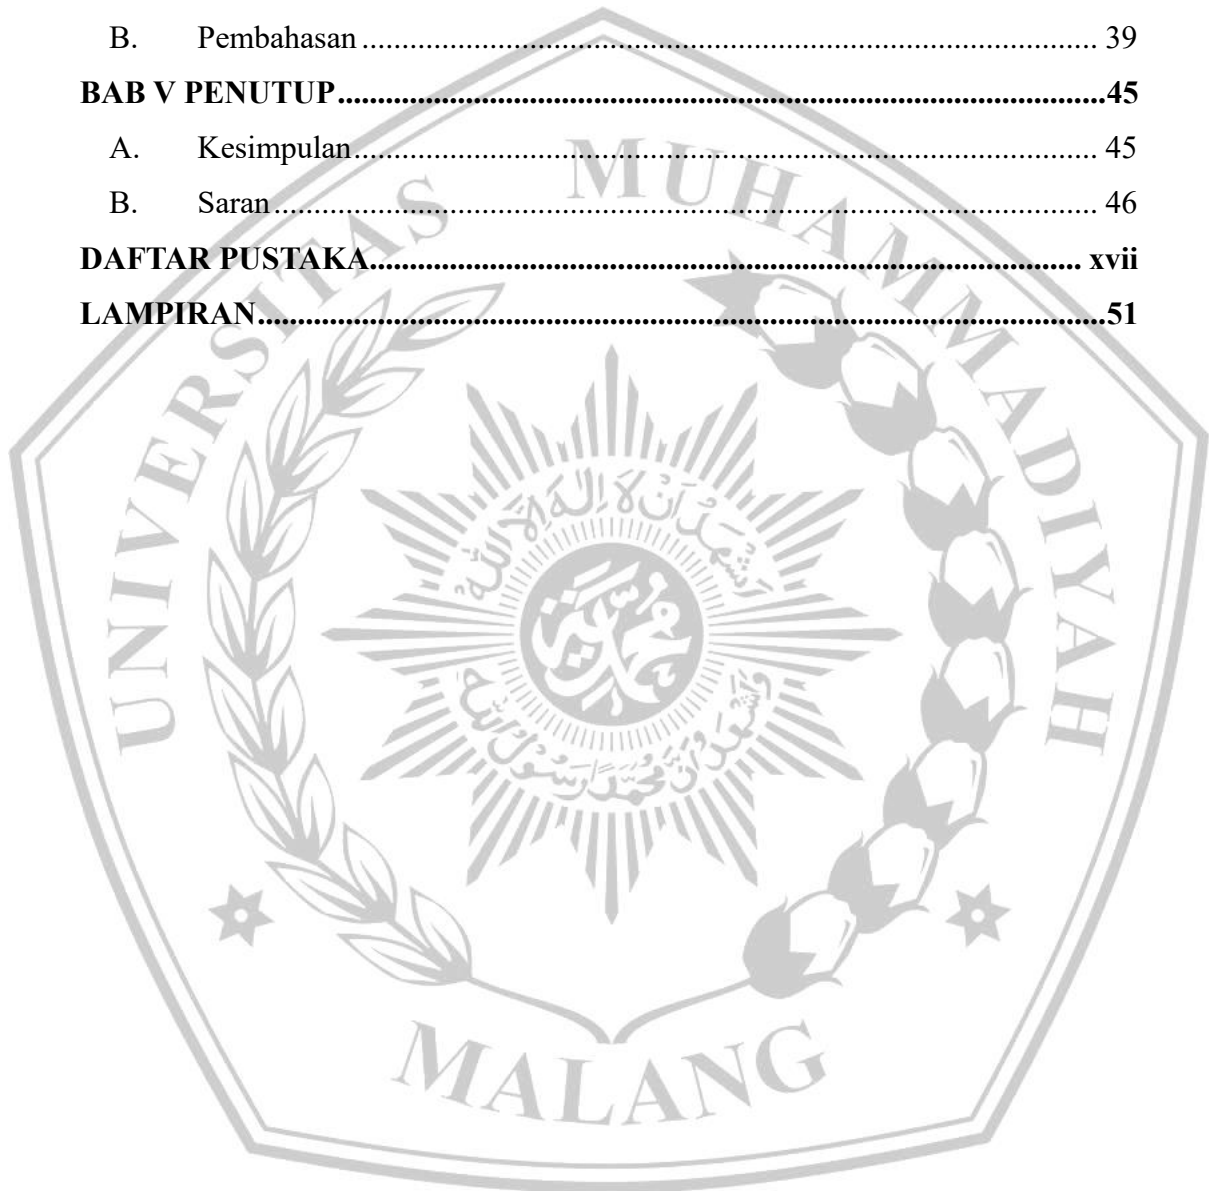 B. Pembahasan ........................................................................................... 39
BAB V PENUTUP ................................................................................................45
A. Kesimpulan ............................................................................................ 45
B. Saran ...................................................................................................... 46
DAFTAR PUSTAKA ......................................................................................... xvii
LAMPIRAN ..........................................................................................................51
UNIVERSITAS MUHAMMADIYAH
MALANG